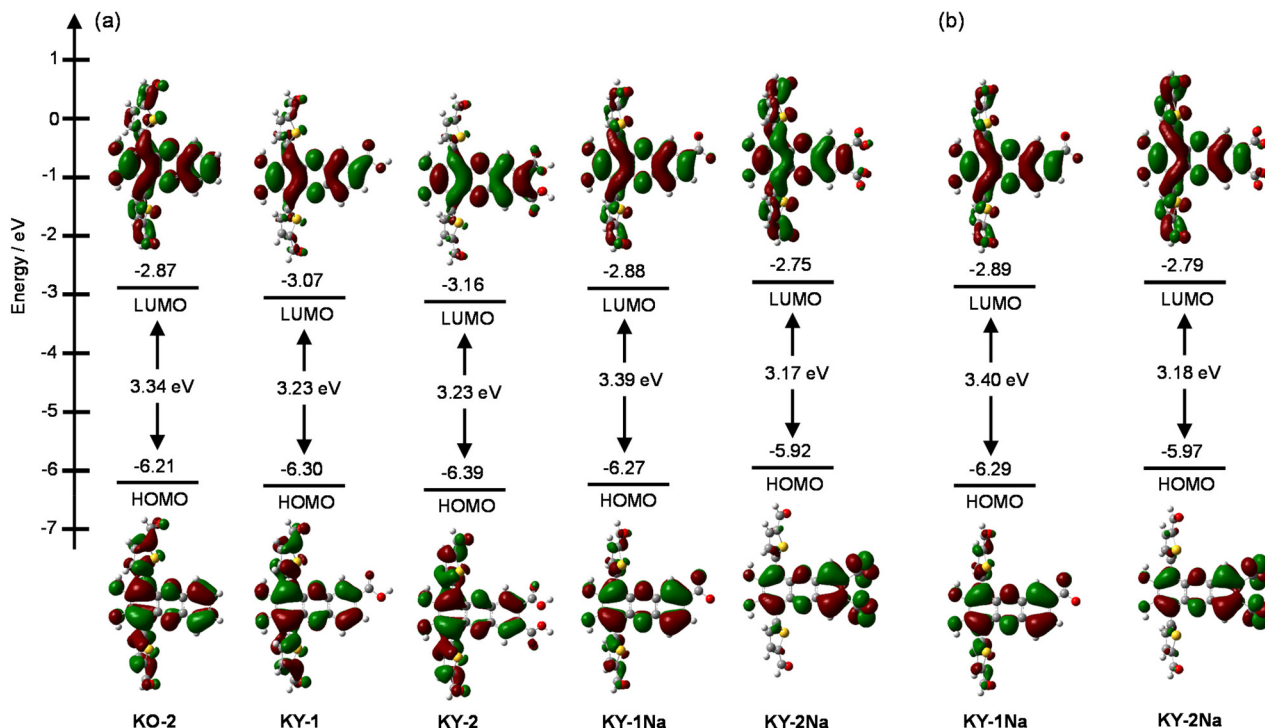 (a)
(b)
Energy / eV
1
0
-1
-2
-3
-4
-5
-6
-7
-2.87
LUMO
3.34 eV
-6.21
HOMO
KO-2
-3.07
LUMO
3.23 eV
-6.30
HOMO
KY-1
-3.16
LUMO
3.23 eV
-6.39
HOMO
KY-2
-2.88
LUMO
3.39 eV
-6.27
HOMO
KY-1Na
-2.75
LUMO
3.17 eV
-5.92
HOMO
KY-2Na
-2.89
LUMO
3.40 eV
-6.29
HOMO
KY-1Na
-2.79
LUMO
3.18 eV
-5.97
HOMO
KY-2Na